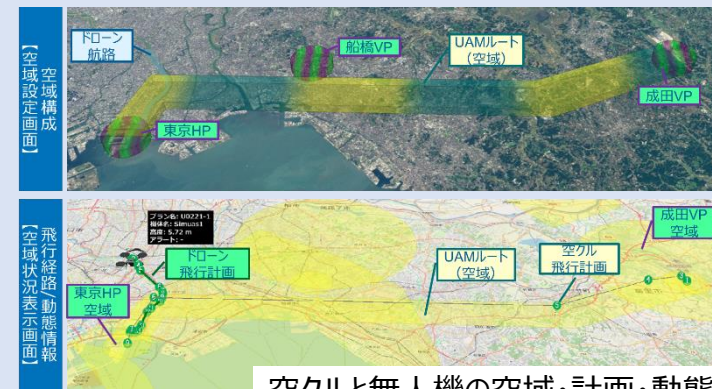 空域構成
【空域設定画面】
ドローン
航路
船橋VP
UAMルート
(空域)
成田VP
東京HP
飛行経路・動態情報
【空域状況表示画面】
プラン名: U0221-1
機体名: Simuas1
高度: 5.72 m
アラート: -
ドローン
飛行計画
東京HP
空域
UAMルート
(空域)
空クル
飛行計画
成田VP
空域
空クルと無人機の空域・計画・動態